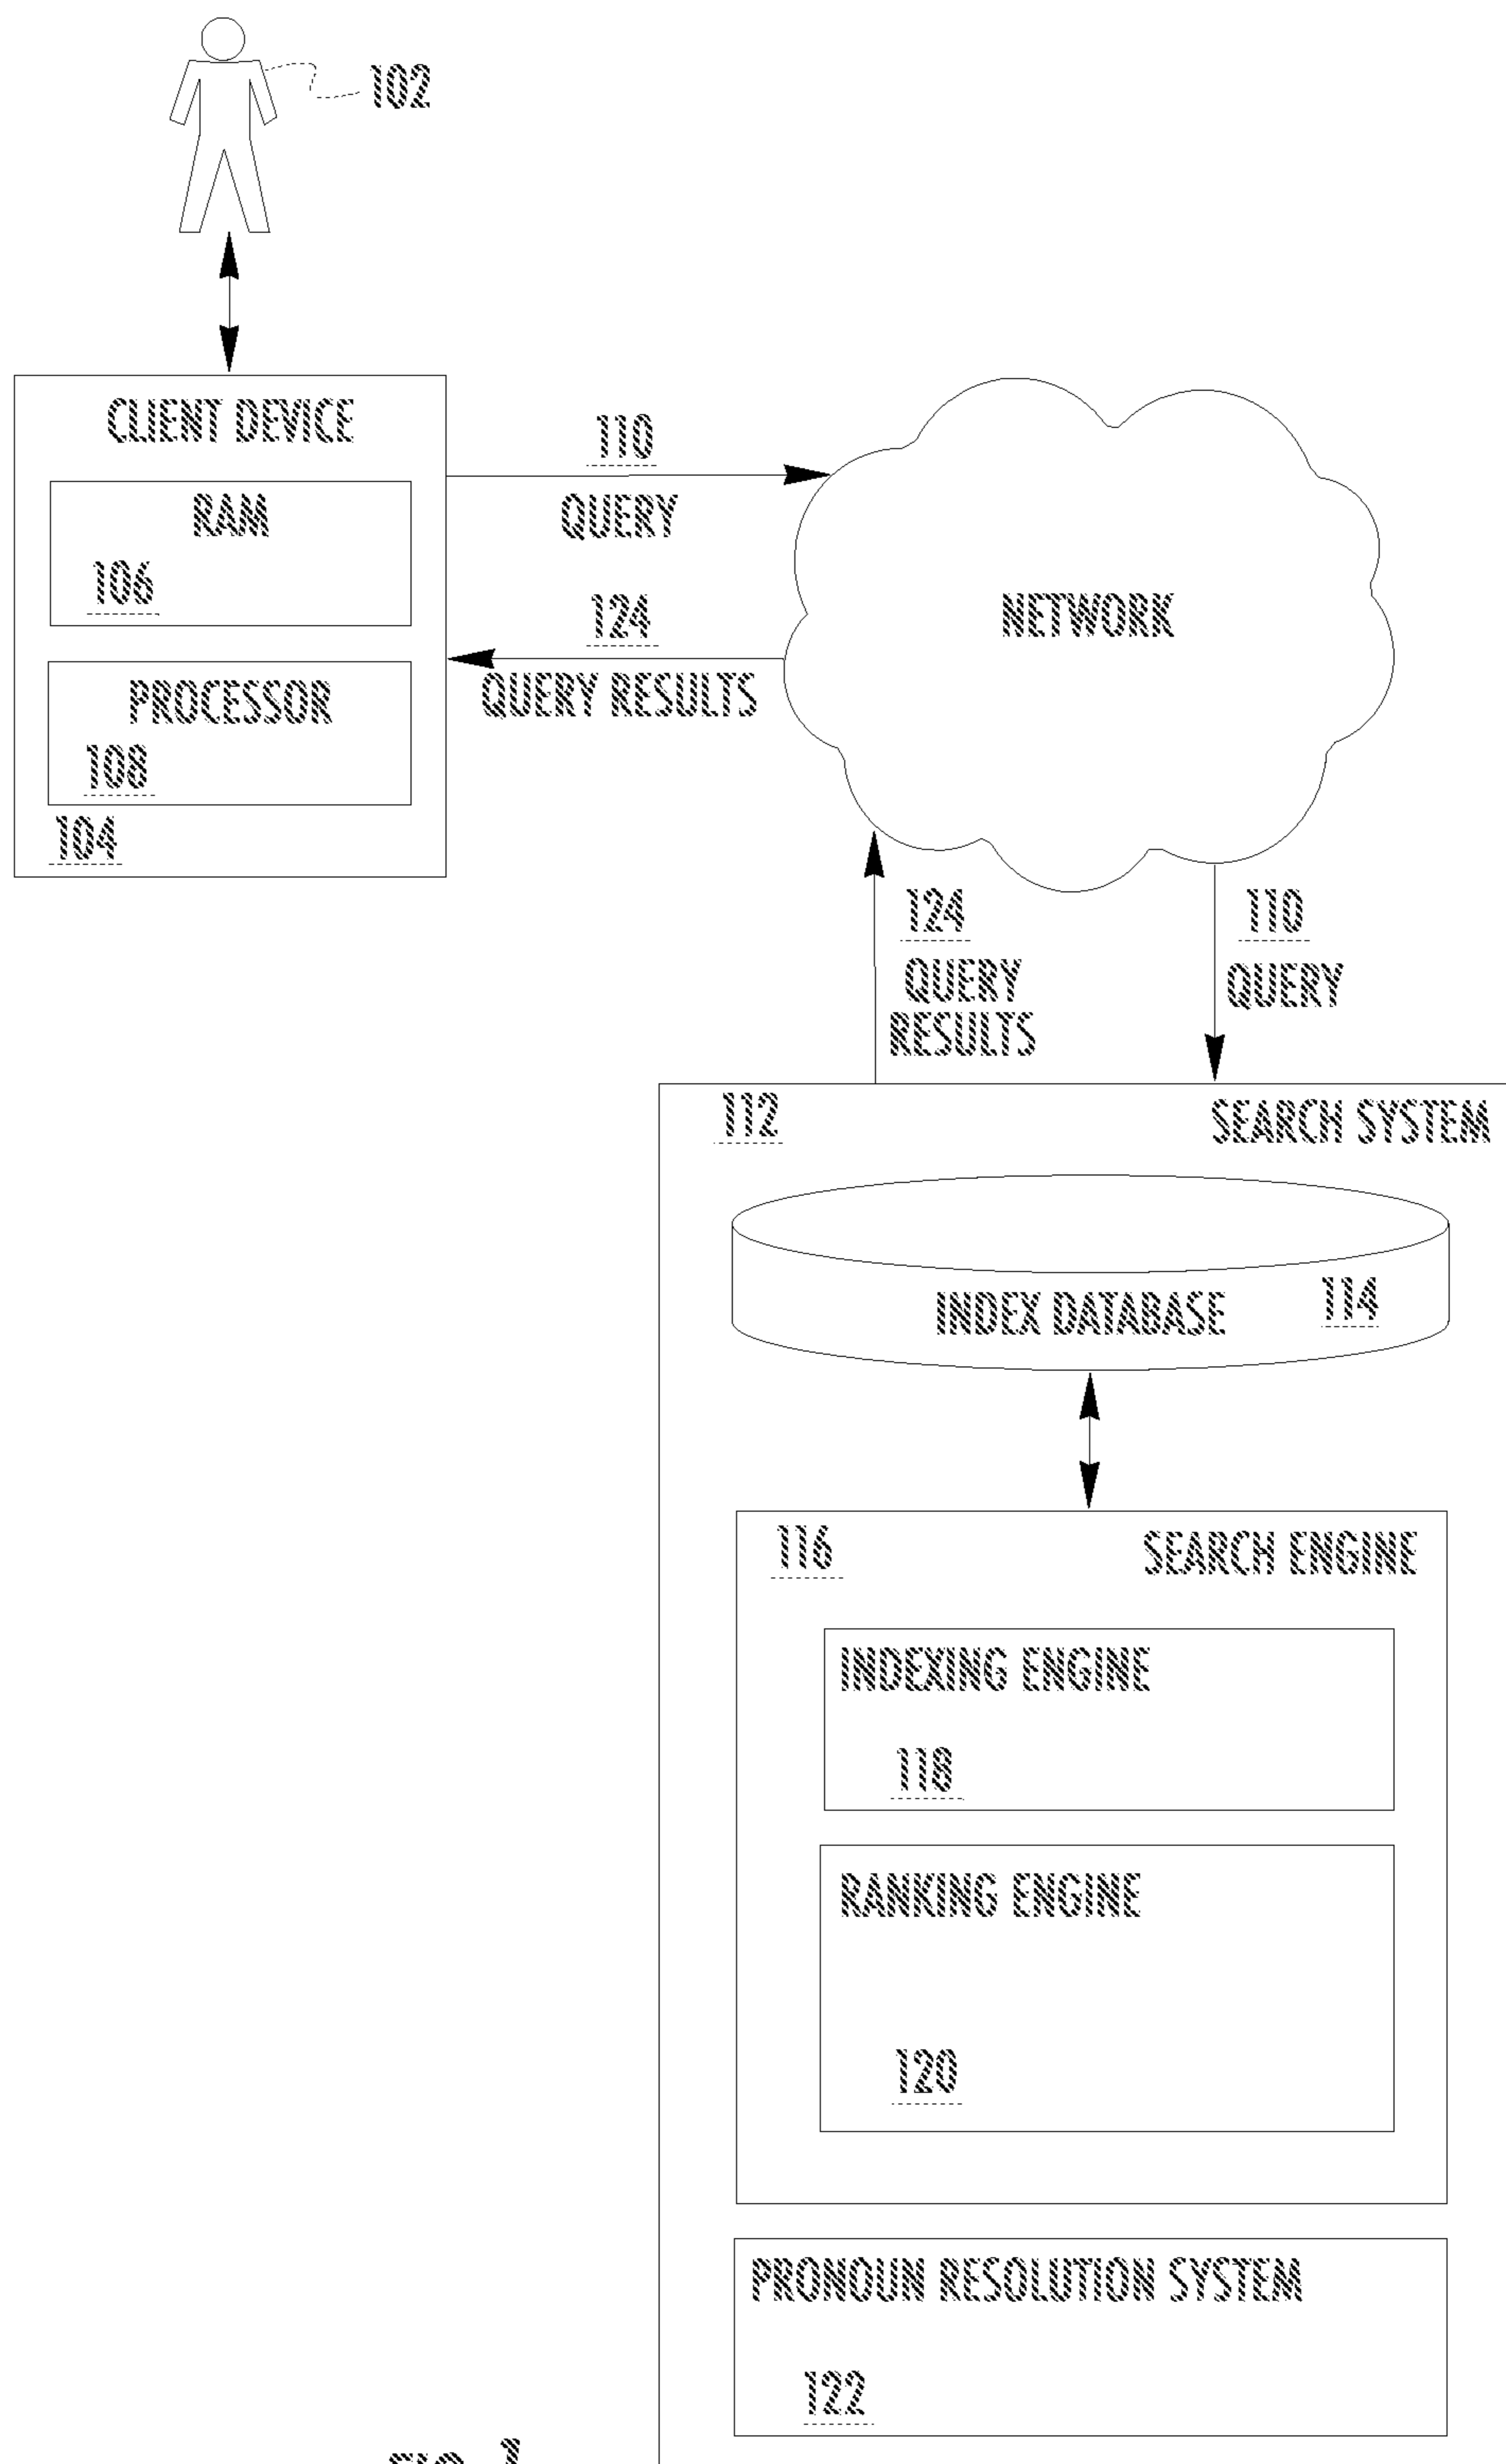 102
CLIENT DEVICE
RAM
106
PROCESSOR
108
104
110
QUERY
124
QUERY RESULTS
NETWORK
124
QUERY
RESULTS
110
QUERY
112
SEARCH SYSTEM
INDEX DATABASE
114
116
SEARCH ENGINE
INDEXING ENGINE
118
RANKING ENGINE
120
PRONOUN RESOLUTION SYSTEM
122
FIG. 1